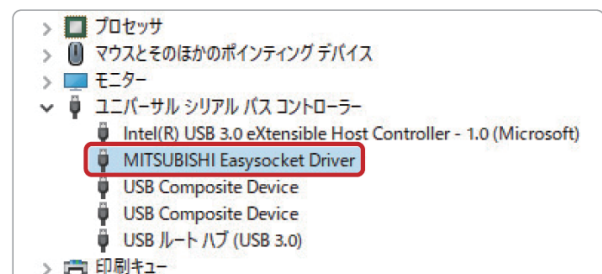 プロセッサ
マウスとそのほかのポインティング デバイス
モニター
ユニバーサル シリアル バス コントローラー
Intel(R) USB 3.0 eXtensible Host Controller - 1.0 (Microsoft)
MITSUBISHI Easysocket Driver
USB Composite Device
USB Composite Device
USB ルート ハブ (USB 3.0)
印刷キュー